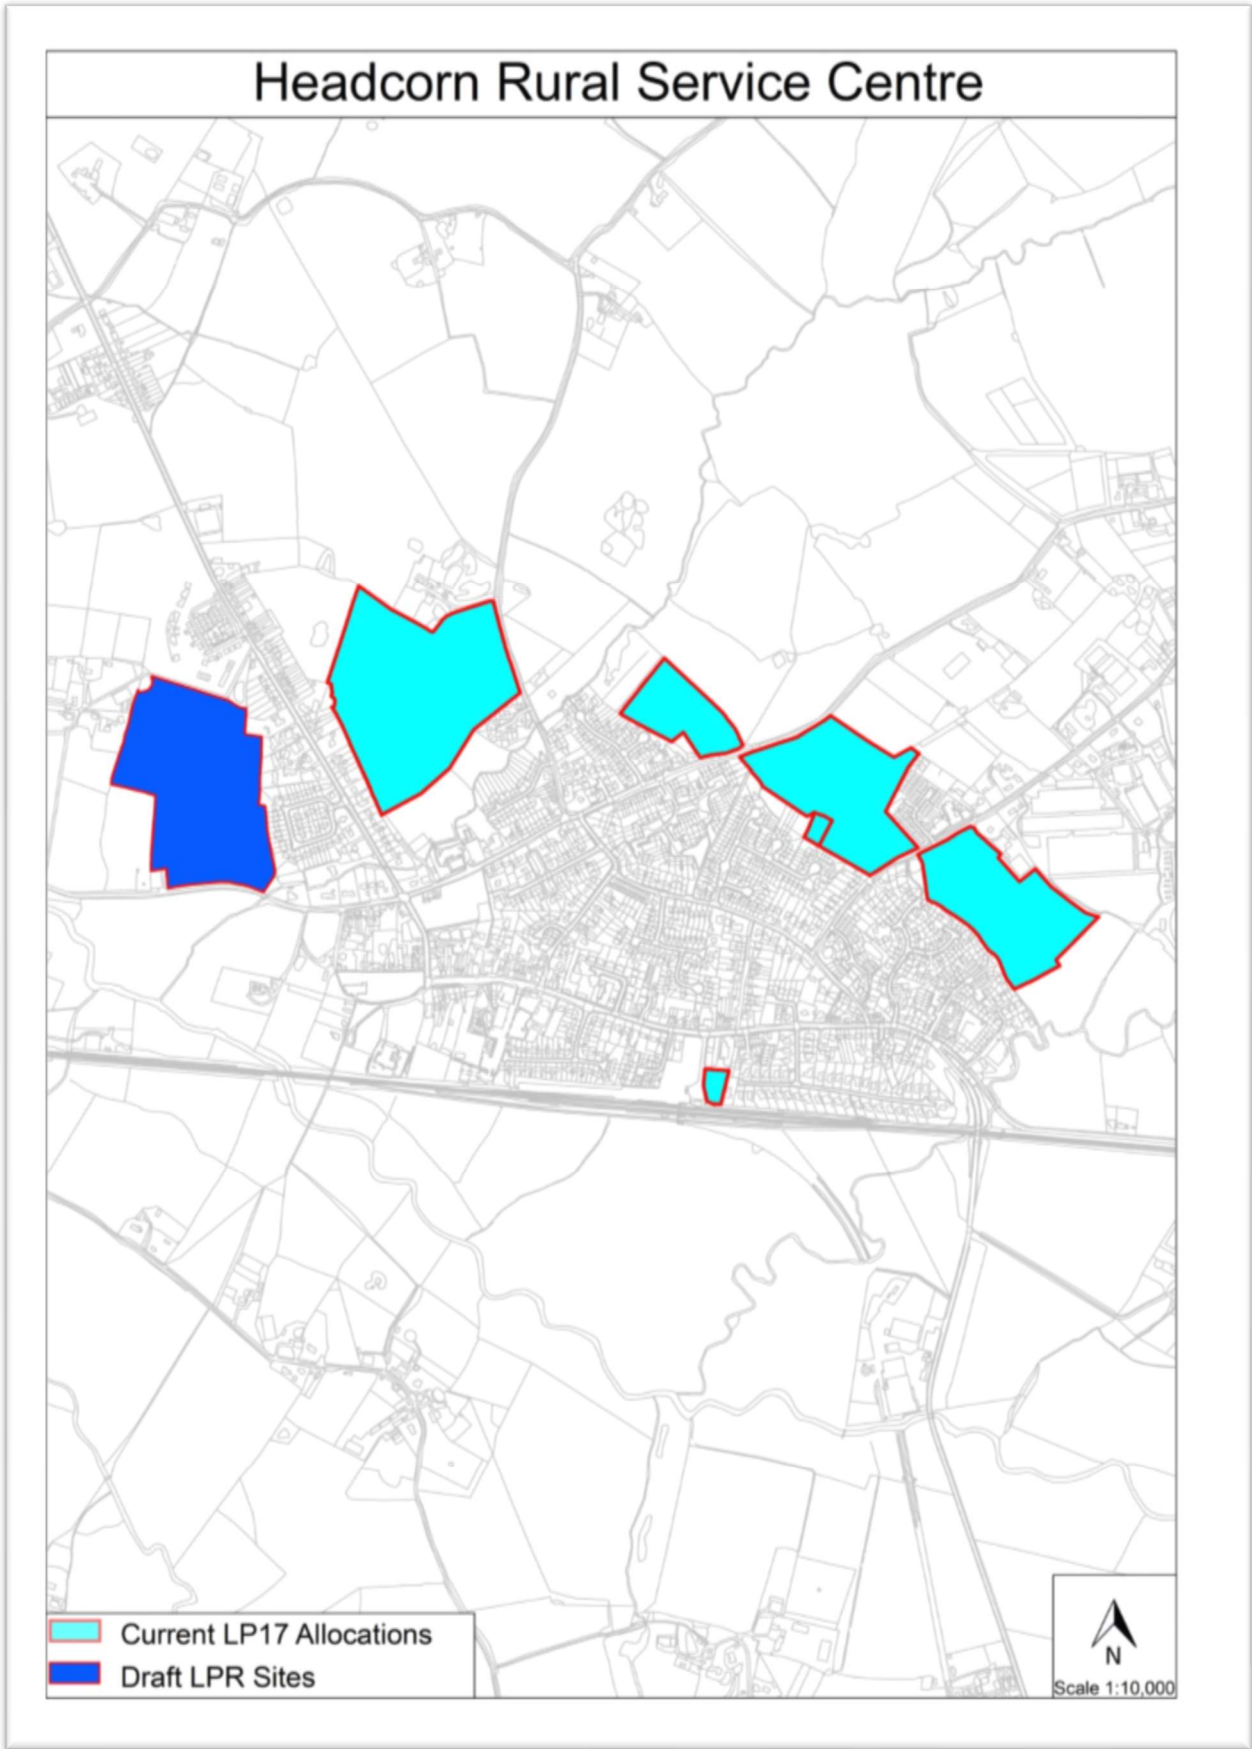 Headcorn Rural Service Centre
Current LP17 Allocations
Draft LPR Sites
N
Scale 1:10,000